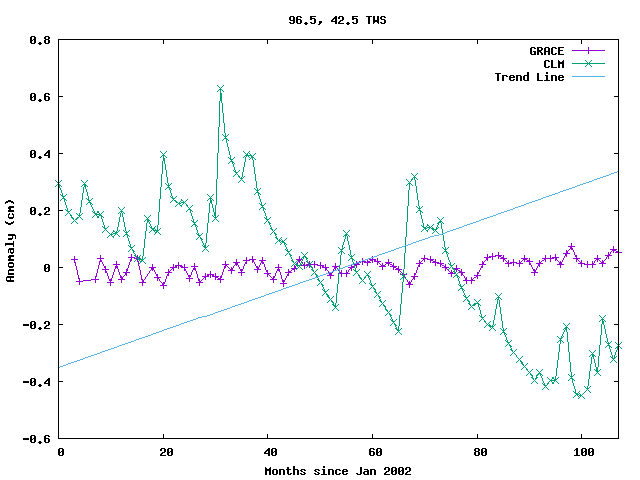 96.5, 42.5 TWS
0.8
0.6
0.4
0.2
0
-0.2
-0.4
-0.6
Anomaly (cm)
GRACE
CLM
Trend Line
0 20 40 60 80 100
Months since Jan 2002